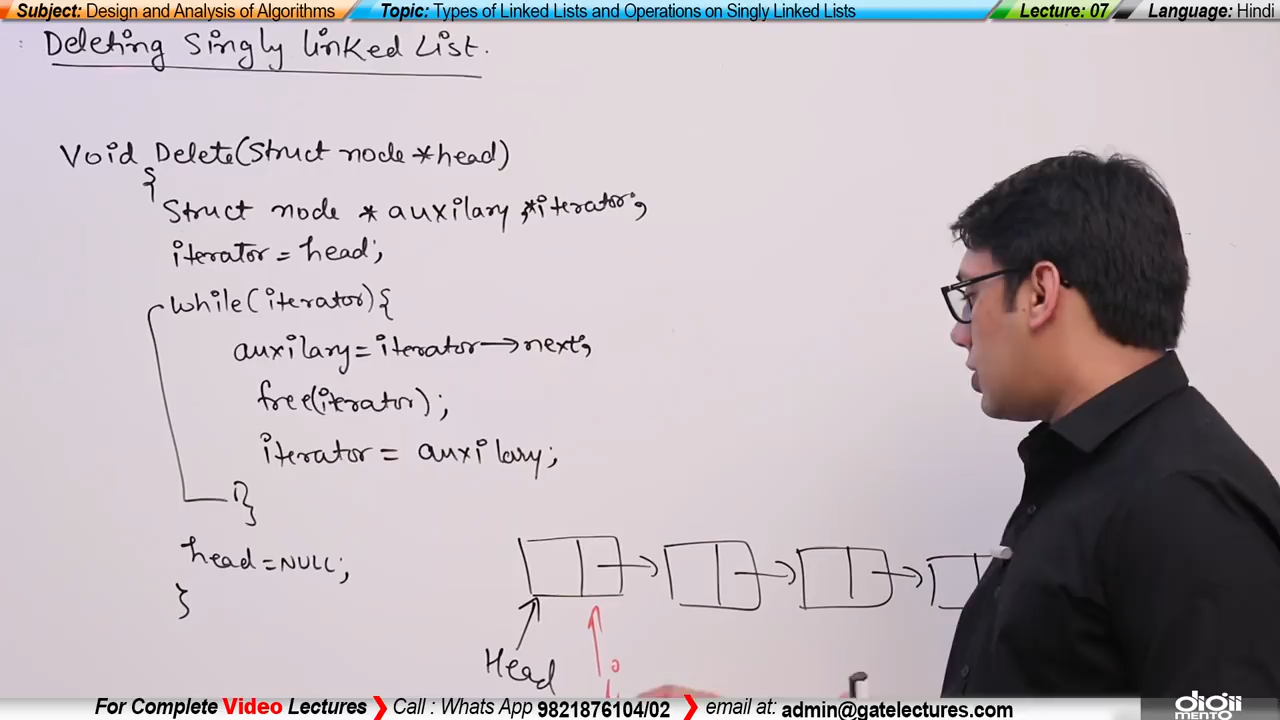 Subject: Design and Analysis of Algorithms Topic: Types of Linked Lists and Operations on Singly Linked Lists Lecture: 07 Language: Hindi
Deleting Singly linked List.
Void Delete(Struct node *head)
{
Struct node * auxilary,*iterator;
iterator = head;
while(iterator){
auxilary = iterator→next;
free(iterator);
iterator = auxilary;
}
head = NULL;
}
Head
i
For Complete Video Lectures Call : Whats App 9821876104/02 email at: admin@gatelectures.com
digii
MENTO